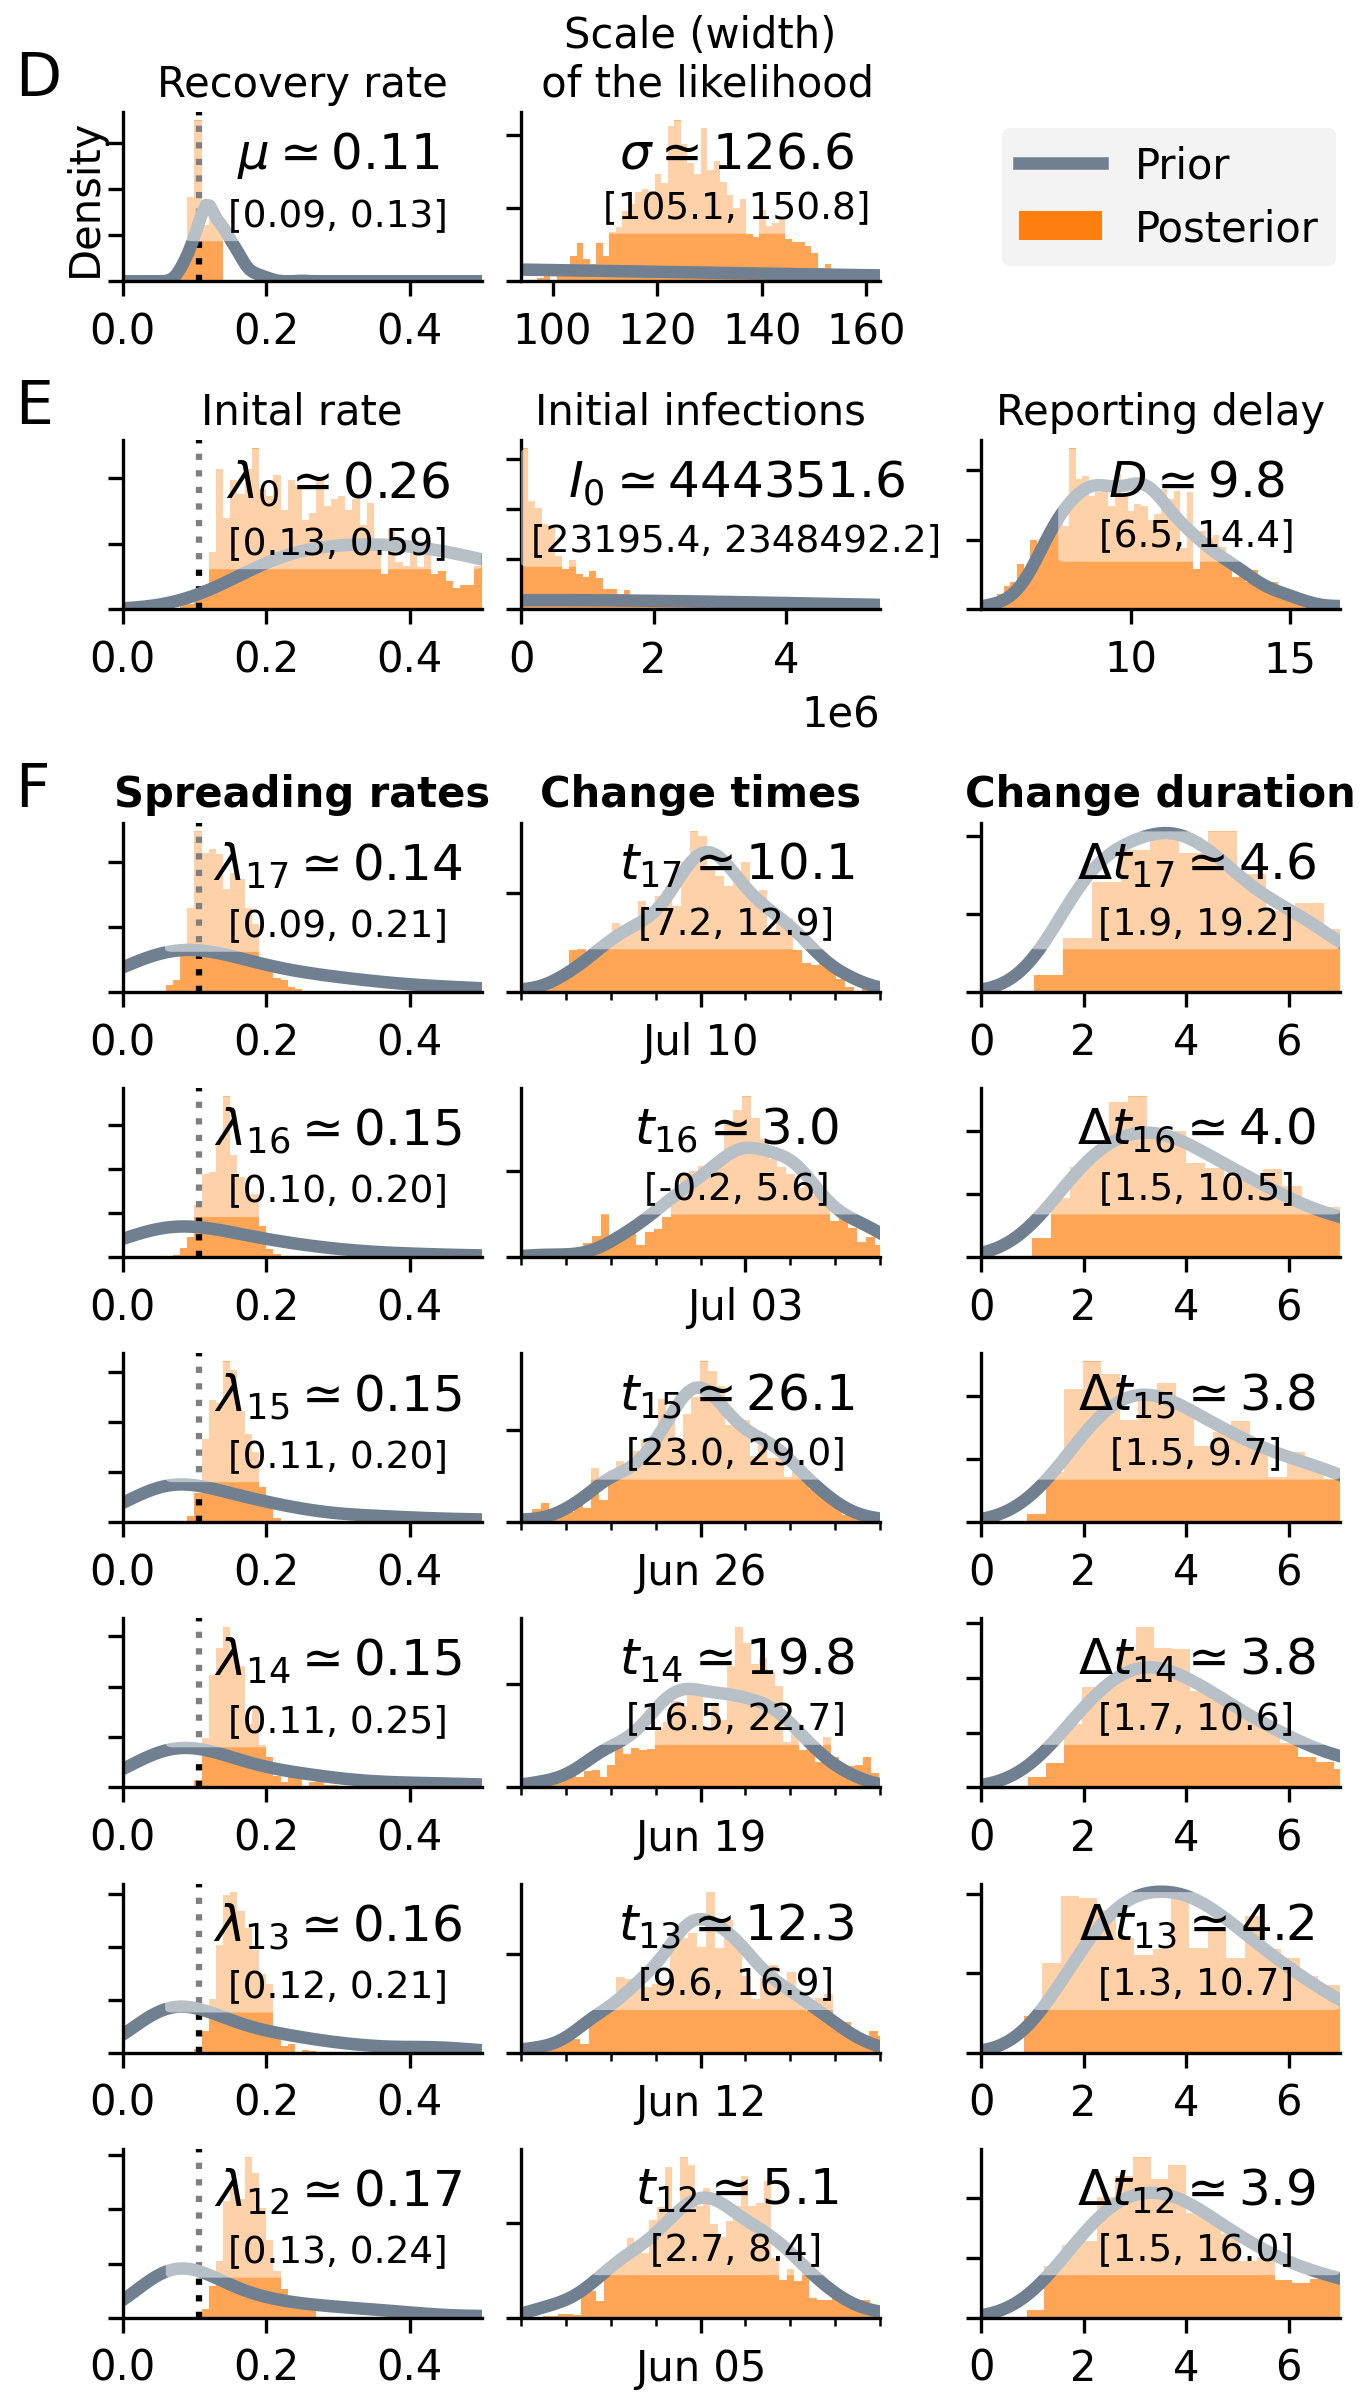 D
Recovery rate
Scale (width)
of the likelihood
Density
μ ≃ 0.11
[0.09, 0.13]
σ ≃ 126.6
[105.1, 150.8]
Prior
Posterior
0.0 0.2 0.4
100 120 140 160
E
Inital rate
Initial infections
Reporting delay
λ₀ ≃ 0.26
[0.13, 0.59]
I₀ ≃ 444351.6
[23195.4, 2348492.2]
D ≃ 9.8
[6.5, 14.4]
0.0 0.2 0.4
0 2 4
1e6
10 15
F
Spreading rates
Change times
Change duration
λ₁₇ ≃ 0.14
[0.09, 0.21]
t₁₇ ≃ 10.1
[7.2, 12.9]
Δt₁₇ ≃ 4.6
[1.9, 19.2]
0.0 0.2 0.4
Jul 10
0 2 4 6
λ₁₆ ≃ 0.15
[0.10, 0.20]
t₁₆ ≃ 3.0
[-0.2, 5.6]
Δt₁₆ ≃ 4.0
[1.5, 10.5]
0.0 0.2 0.4
Jul 03
0 2 4 6
λ₁₅ ≃ 0.15
[0.11, 0.20]
t₁₅ ≃ 26.1
[23.0, 29.0]
Δt₁₅ ≃ 3.8
[1.5, 9.7]
0.0 0.2 0.4
Jun 26
0 2 4 6
λ₁₄ ≃ 0.15
[0.11, 0.25]
t₁₄ ≃ 19.8
[16.5, 22.7]
Δt₁₄ ≃ 3.8
[1.7, 10.6]
0.0 0.2 0.4
Jun 19
0 2 4 6
λ₁₃ ≃ 0.16
[0.12, 0.21]
t₁₃ ≃ 12.3
[9.6, 16.9]
Δt₁₃ ≃ 4.2
[1.3, 10.7]
0.0 0.2 0.4
Jun 12
0 2 4 6
λ₁₂ ≃ 0.17
[0.13, 0.24]
t₁₂ ≃ 5.1
[2.7, 8.4]
Δt₁₂ ≃ 3.9
[1.5, 16.0]
0.0 0.2 0.4
Jun 05
0 2 4 6